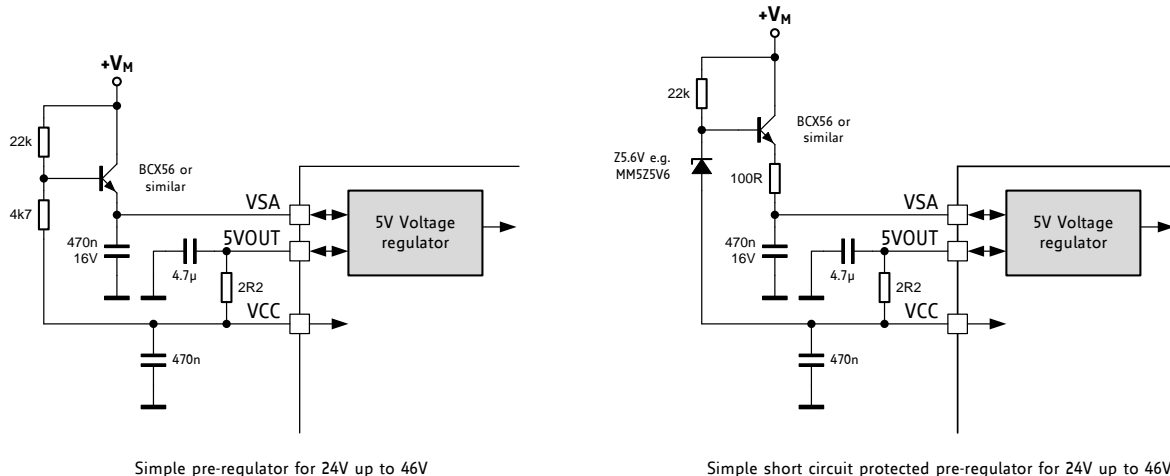 +VM
22k
BCX56 or
similar
4k7
VSA
470n
16V
5VOUT
4.7µ
2R2
VCC
470n
5V Voltage
regulator
Simple pre-regulator for 24V up to 46V
+VM
22k
BCX56 or
similar
Z5.6V e.g.
MM5Z5V6
100R
VSA
470n
16V
5VOUT
4.7µ
2R2
VCC
470n
5V Voltage
regulator
Simple short circuit protected pre-regulator for 24V up to 46V